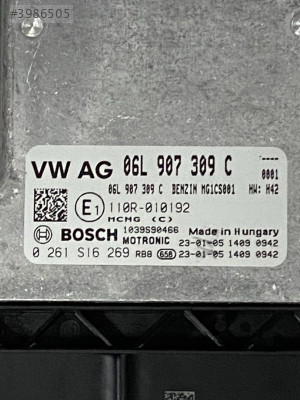 #3986505
VW AG 06L 907 309 C ----
0001
06L 907 309 C BENZIN MG1CS001 HW: H42
E1 110R-010192
MCMG (C)
BOSCH 1039S90466 Made in Hungary
MOTRONIC 23-01-05 1409 0942
0 261 S16 269 RB8 658 23-01-05 1409 0942